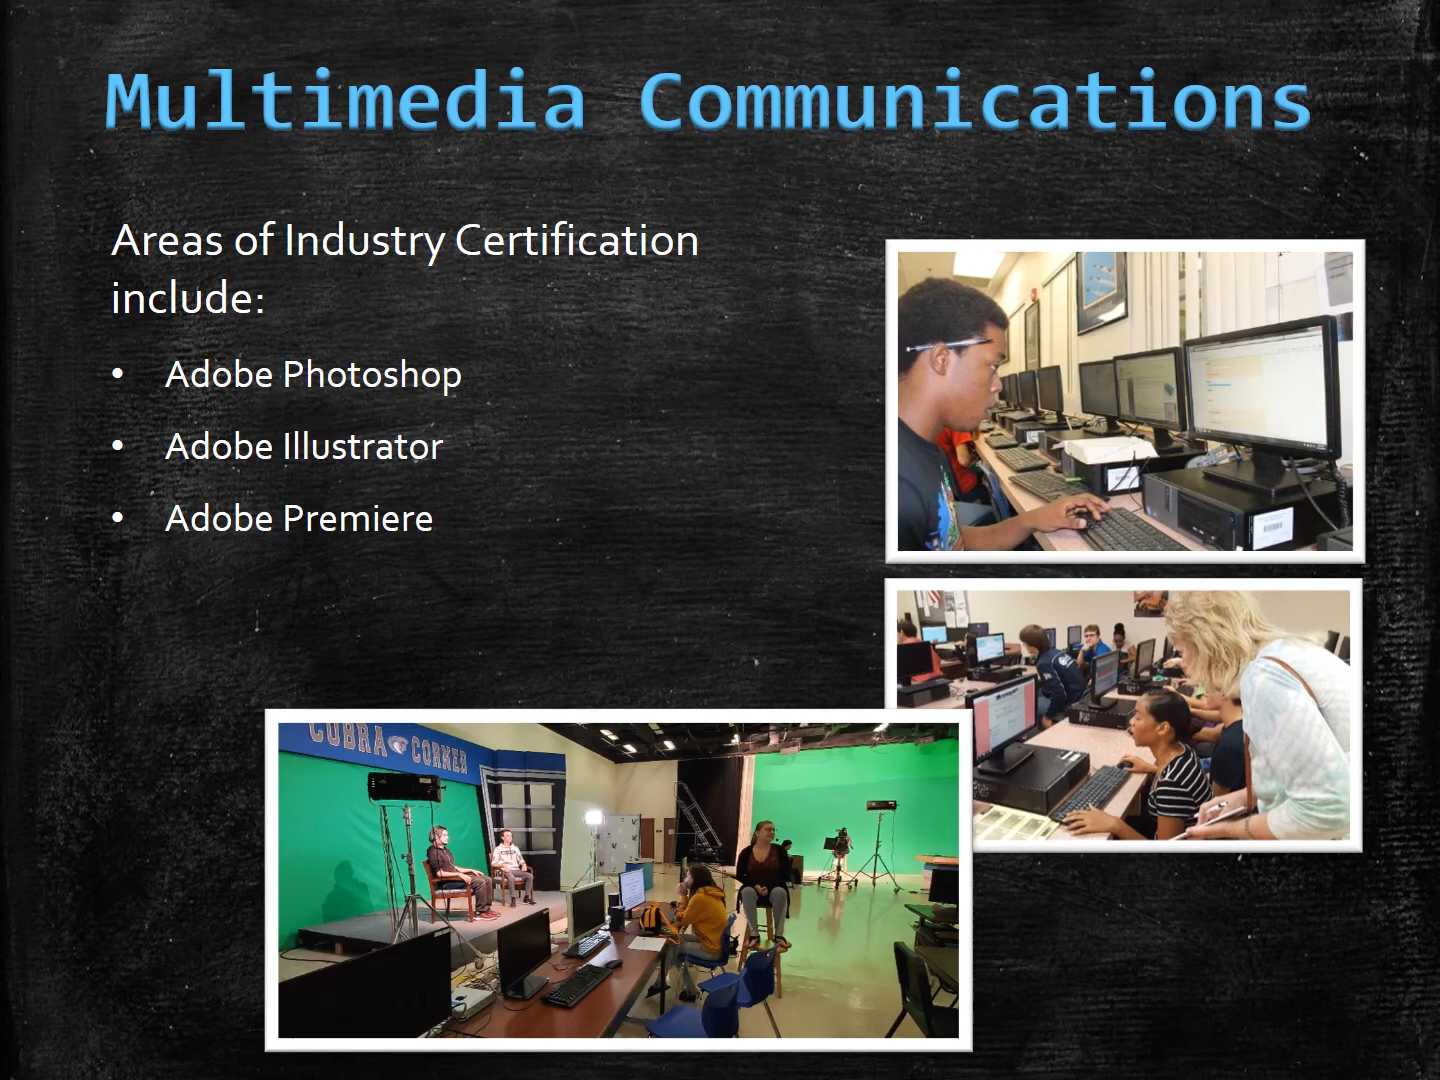 Multimedia Communications
Areas of Industry Certification
include:
• Adobe Photoshop
• Adobe Illustrator
• Adobe Premiere
COBRA CORNER